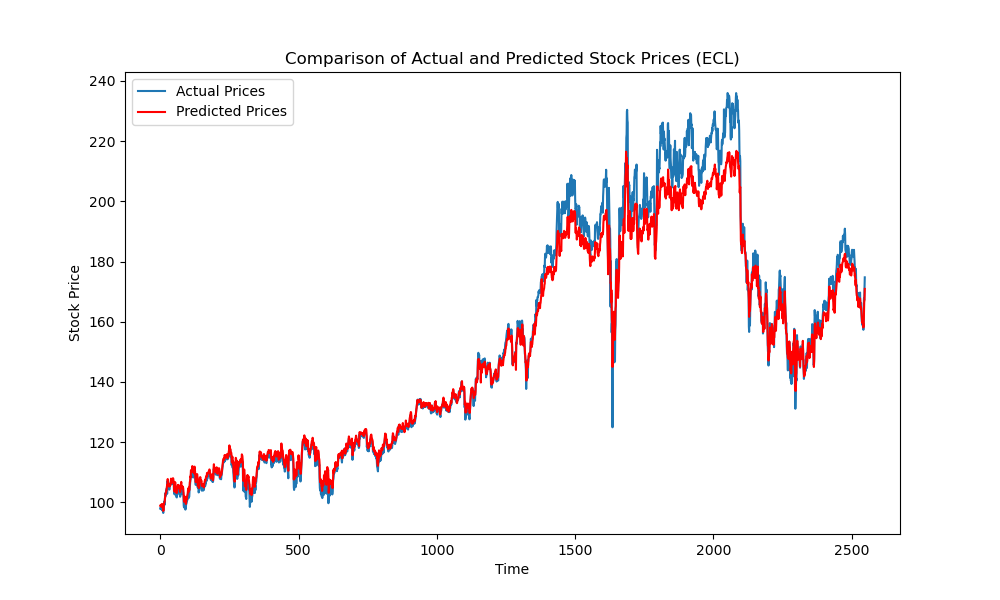 Comparison of Actual and Predicted Stock Prices (ECL)
Actual Prices
Predicted Prices
240
220
200
180
160
140
120
100
Stock Price
0
500
1000
1500
2000
2500
Time